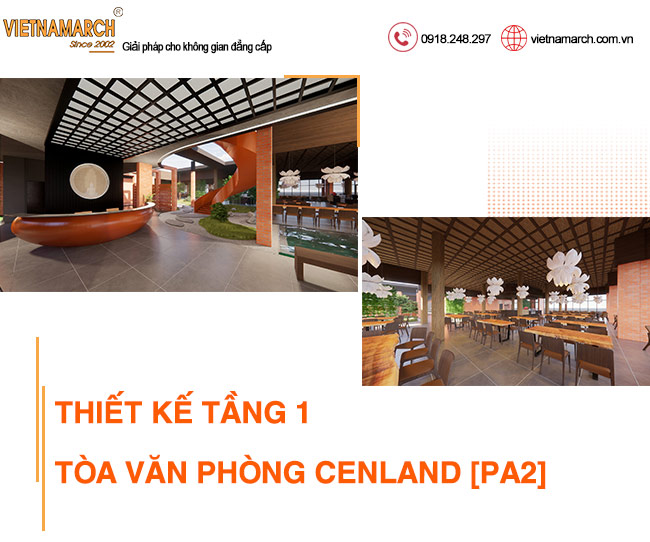 VIETNAMARCH®
Since 2002
Giải pháp cho không gian đẳng cấp
0918.248.297
vietnamarch.com.vn
THIẾT KẾ TẦNG 1
TÒA VĂN PHÒNG CENLAND [PA2]